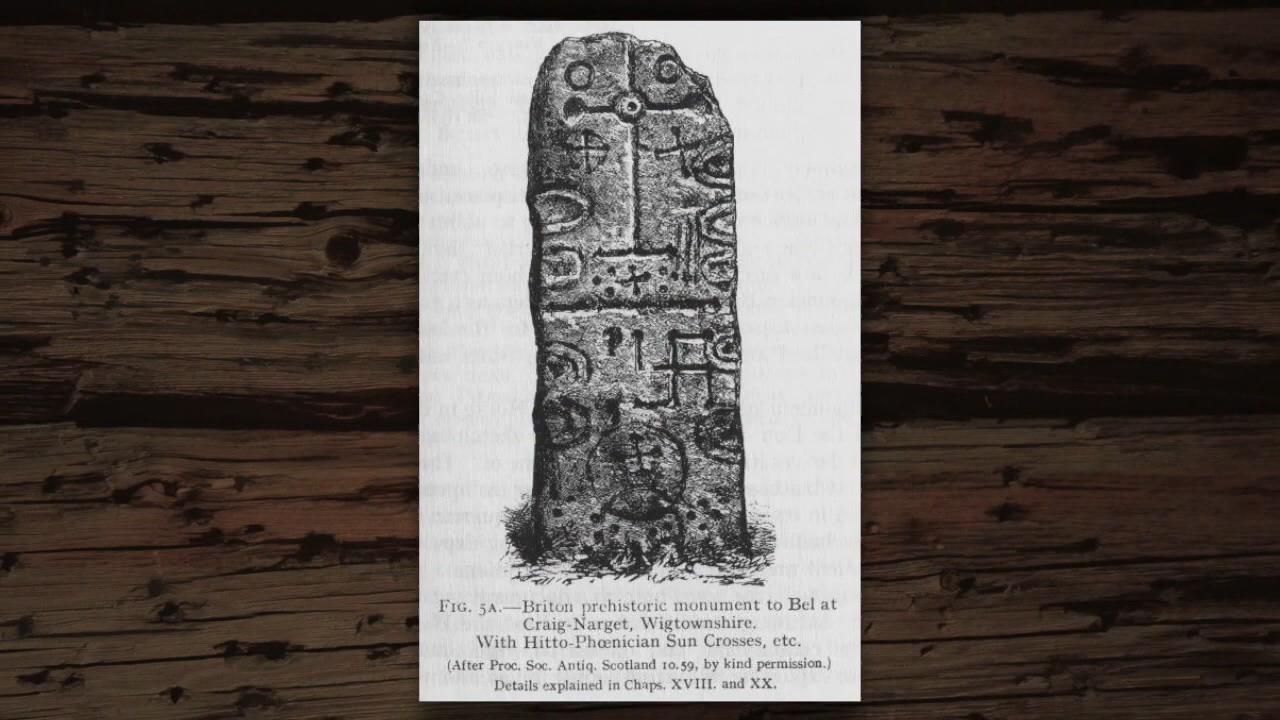 FIG. 5A.—Briton prehistoric monument to Bel at
Craig-Narget, Wigtownshire.
With Hitto-Phœnician Sun Crosses, etc.
(After Proc. Soc. Antiq. Scotland 10.59, by kind permission.)
Details explained in Chaps. XVIII. and XX.